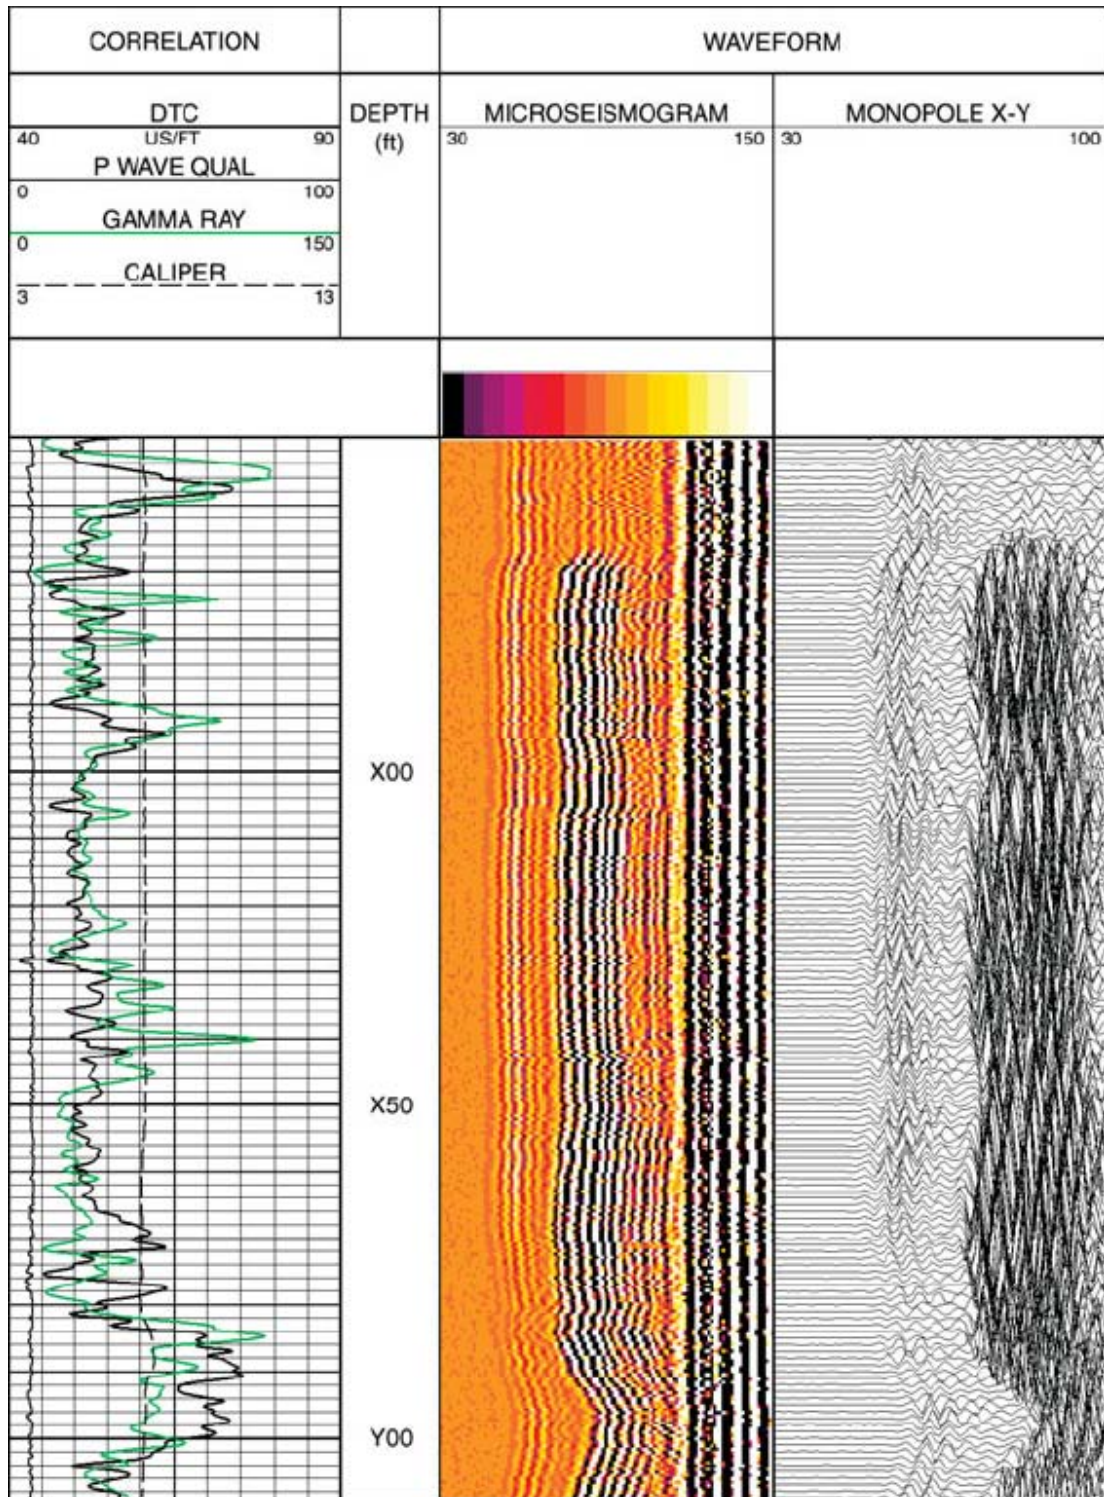 CORRELATION
WAVEFORM
DTC
40 US/FT 90
P WAVE QUAL
0 100
GAMMA RAY
0 150
CALIPER
3 13
DEPTH
(ft)
MICROSEISMOGRAM
30 150
MONOPOLE X-Y
30 100
X00
X50
Y00